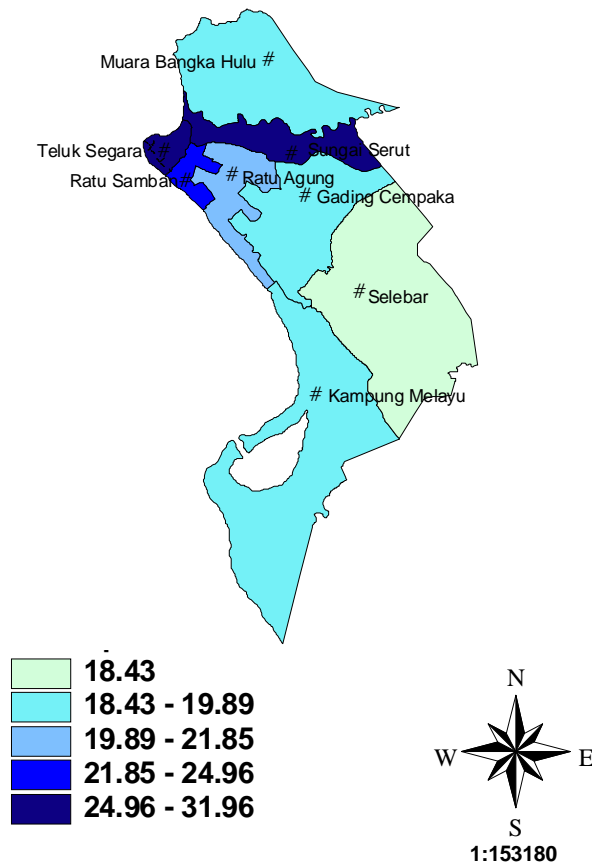 Muara Bangka Hulu #
Teluk Segara # #
Sungai Serut #
Ratu Samban #
# Ratu Agung
# Gading Cempaka
# Selebar
# Kampung Melayu
18.43
18.43 - 19.89
19.89 - 21.85
21.85 - 24.96
24.96 - 31.96
N
W E
S
1:153180